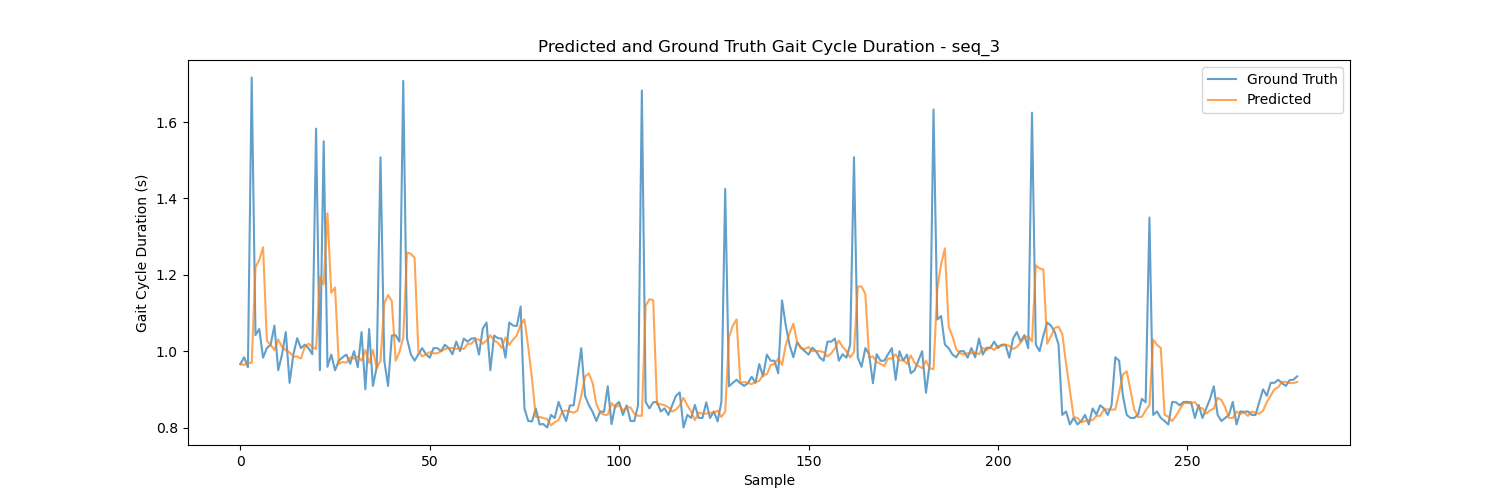 Predicted and Ground Truth Gait Cycle Duration - seq_3
Ground Truth
Predicted
Gait Cycle Duration (s)
1.6
1.4
1.2
1.0
0.8
0
50
100
150
200
250
Sample